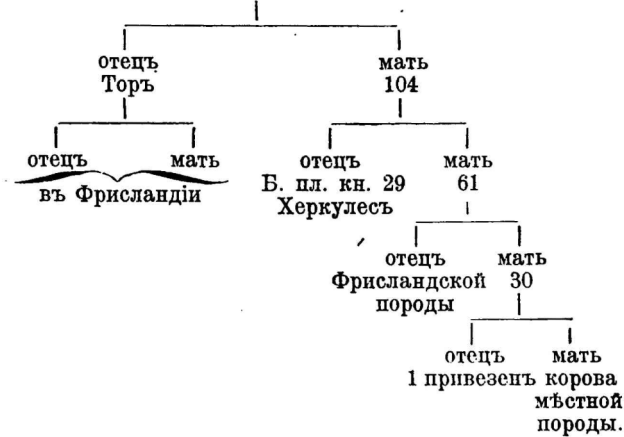 отецъ мать
Торъ 104
отецъ мать отецъ мать
въ Фрисландіи Б. пл. кн. 29 61
Херкулесъ
отецъ мать
Фрисландской 30
породы
отецъ мать
1 привезенъ корова
мѣстной
породы.